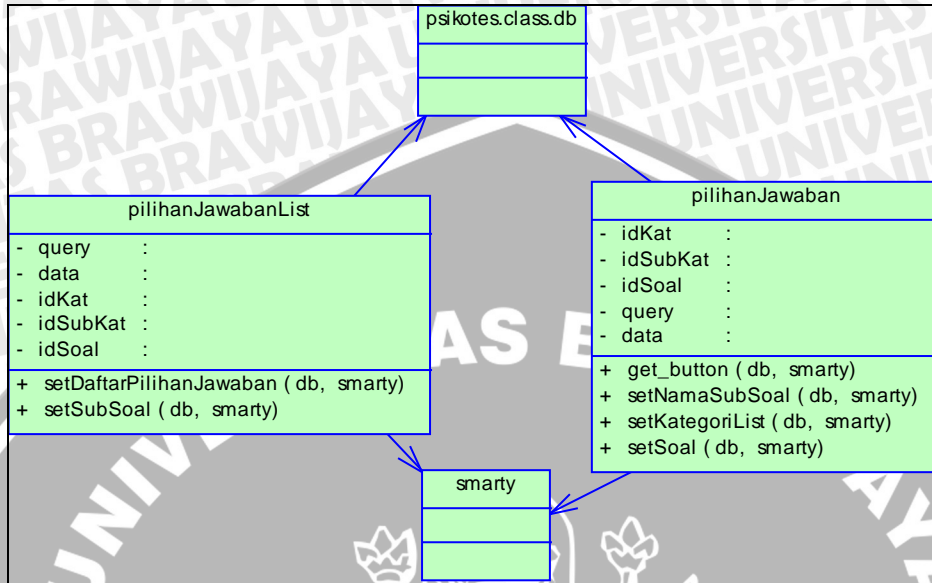 psikotes.class.db
pilihanJawabanList
- query :
- data :
- idKat :
- idSubKat :
- idSoal :
+ setDaftarPilihanJawaban ( db, smarty)
+ setSubSoal ( db, smarty)
pilihanJawaban
- idKat :
- idSubKat :
- idSoal :
- query :
- data :
+ get_button ( db, smarty)
+ setNamaSubSoal ( db, smarty)
+ setKategoriList ( db, smarty)
+ setSoal ( db, smarty)
smarty